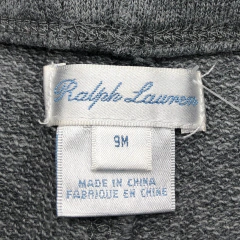 Ralph Lauren
9M
MADE IN CHINA
FABRIQUÉ EN CHINE